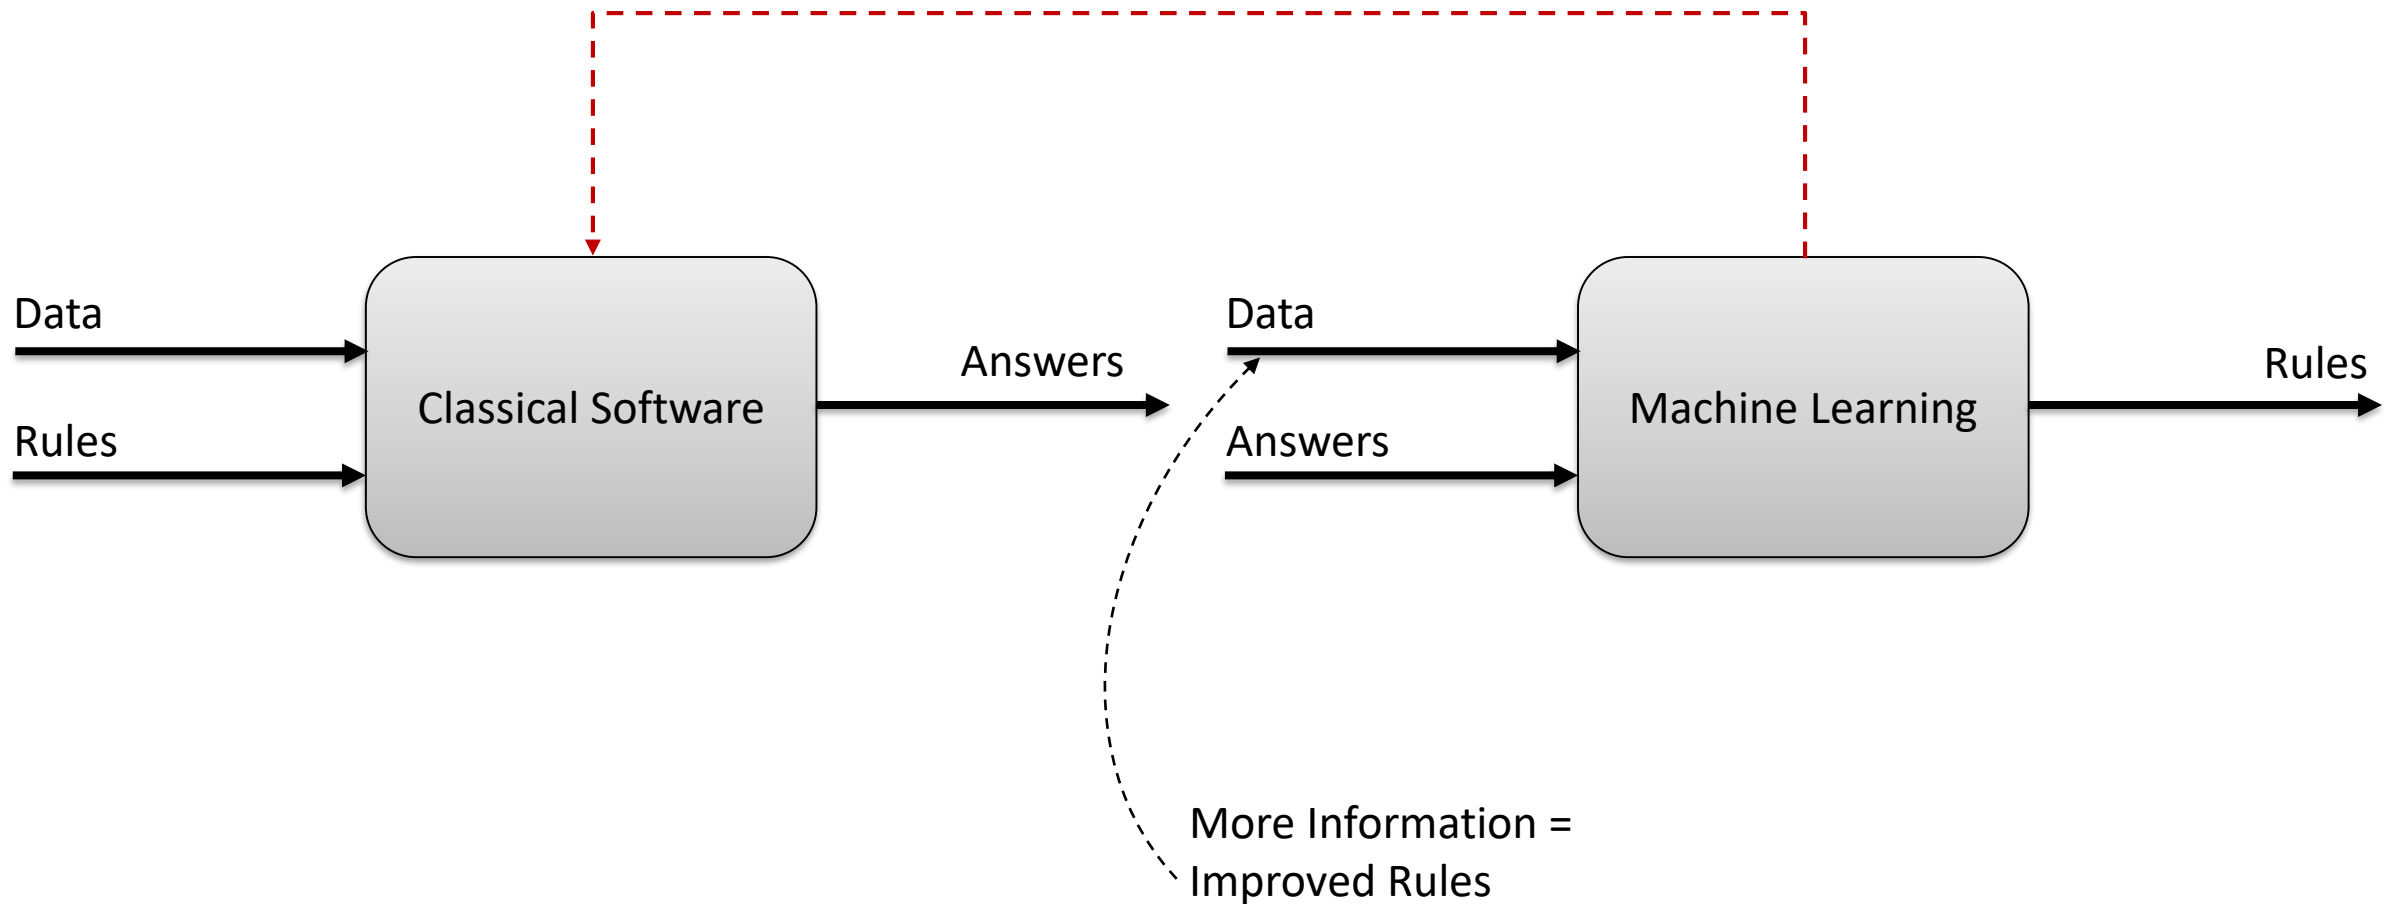 Data
Rules
Classical Software
Answers
Data
Answers
Machine Learning
Rules
More Information =
Improved Rules